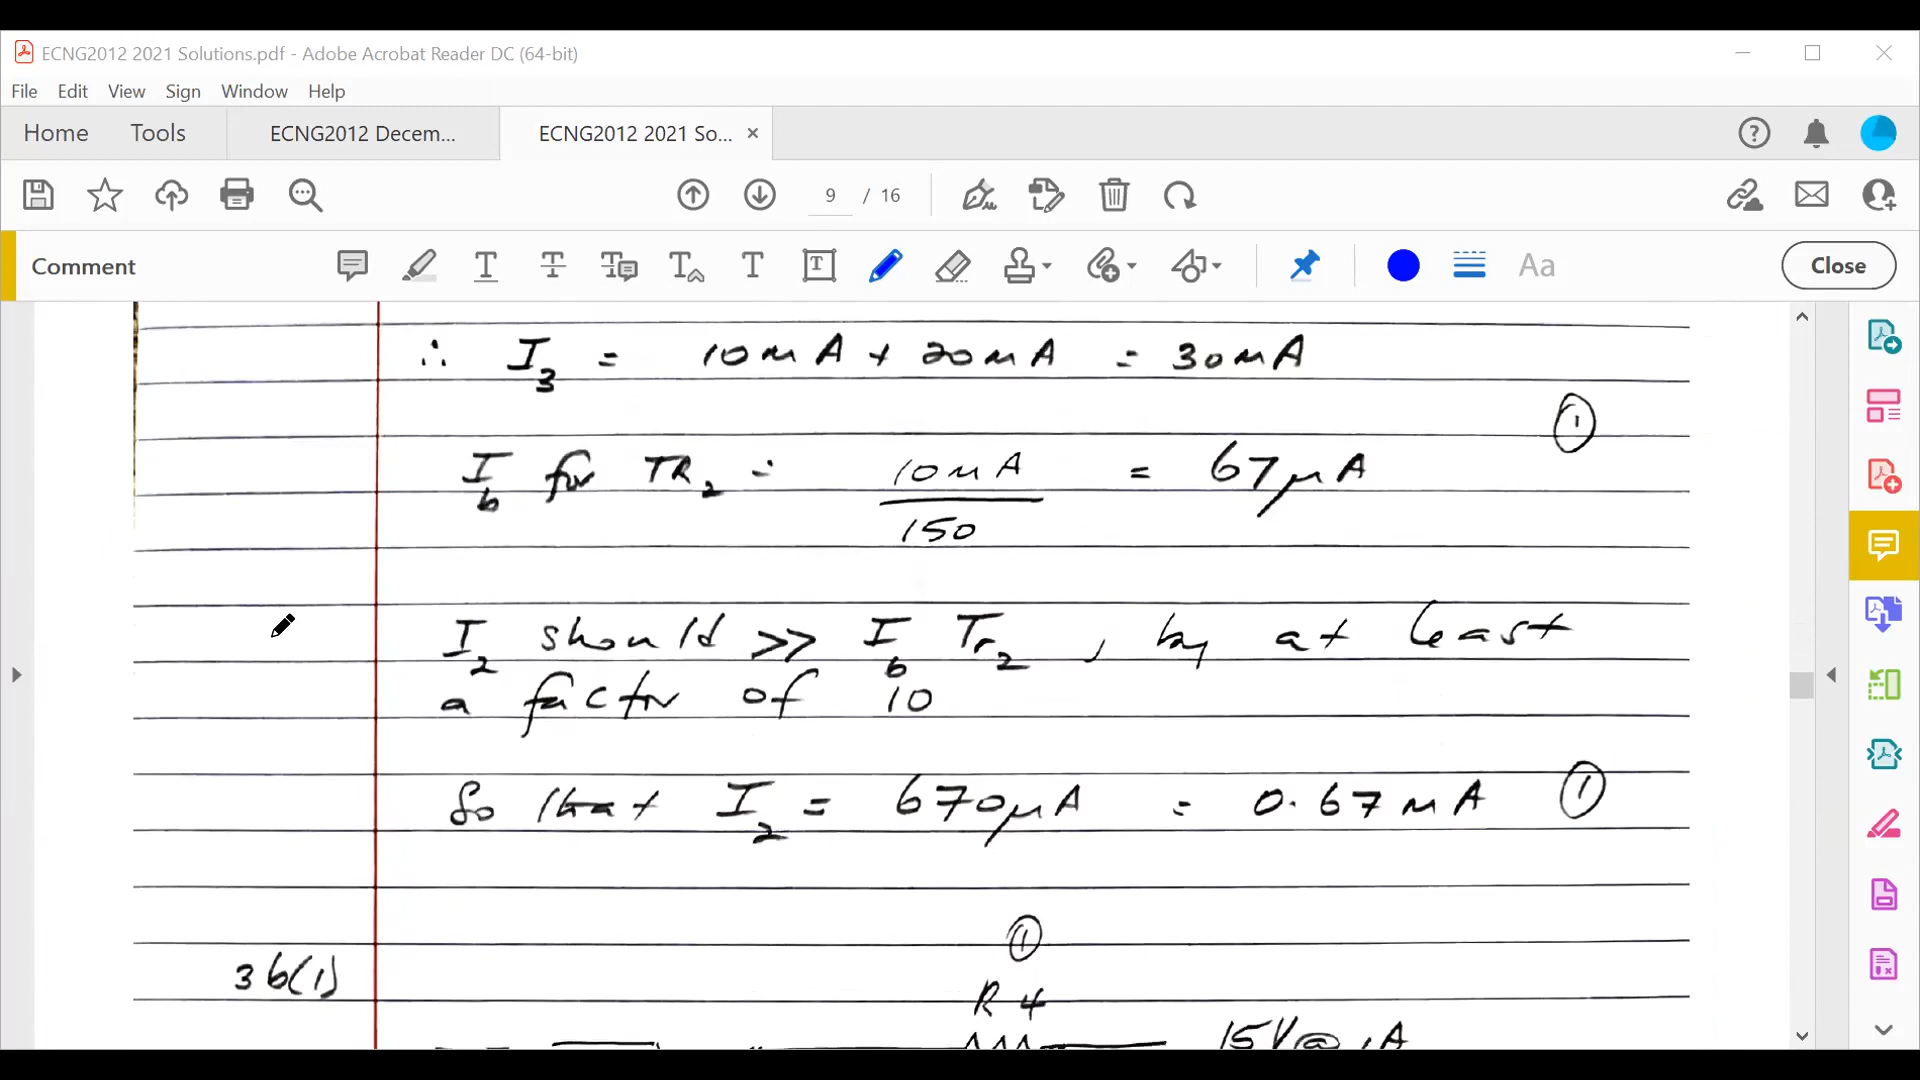 ECNG2012 2021 Solutions.pdf - Adobe Acrobat Reader DC (64-bit)
File Edit View Sign Window Help
Home Tools ECNG2012 Decem... ECNG2012 2021 So... ×
9 / 16
Comment Aa Close
∴ I3 = 10mA + 20mA = 30mA
①
Ib for TR2 = 10mA / 150 = 67μA
I2 should >> Ib Tr2, by at least
a factor of 10
So that I2 = 670μA = 0.67mA ①
①
3b(1)
R4
15V@1A